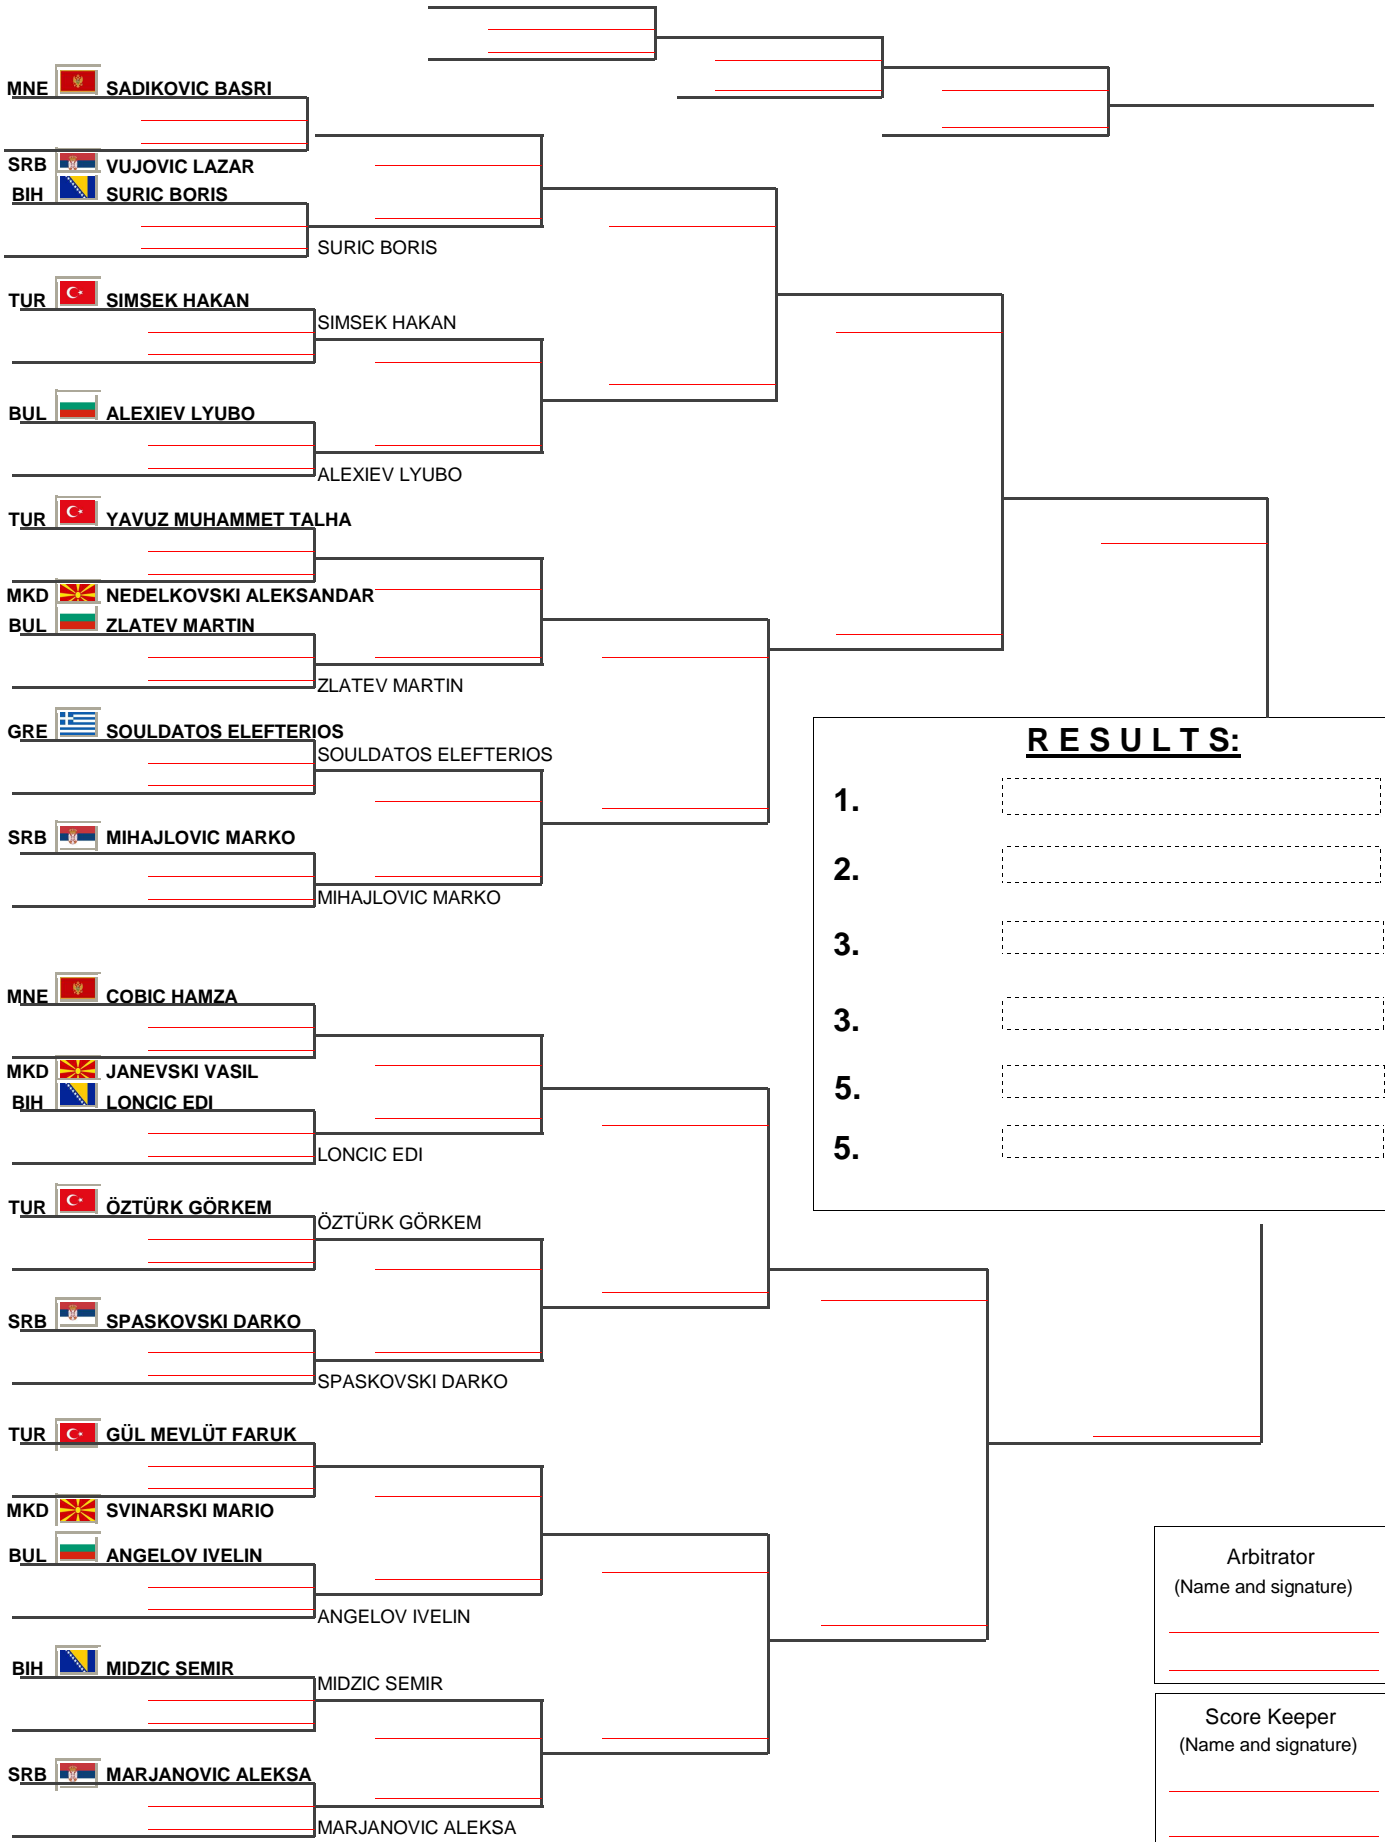 MNE SADIKOVIC BASRI
SRB VUJOVIC LAZAR
BIH SURIC BORIS
SURIC BORIS
TUR SIMSEK HAKAN
SIMSEK HAKAN
BUL ALEXIEV LYUBO
ALEXIEV LYUBO
TUR YAVUZ MUHAMMET TALHA
MKD NEDELKOVSKI ALEKSANDAR
BUL ZLATEV MARTIN
ZLATEV MARTIN
GRE SOULDATOS ELEFTERIOS
SOULDATOS ELEFTERIOS
SRB MIHAJLOVIC MARKO
MIHAJLOVIC MARKO
MNE COBIC HAMZA
MKD JANEVSKI VASIL
BIH LONCIC EDI
LONCIC EDI
TUR ÖZTÜRK GÖRKEM
ÖZTÜRK GÖRKEM
SRB SPASKOVSKI DARKO
SPASKOVSKI DARKO
TUR GÜL MEVLÜT FARUK
MKD SVINARSKI MARIO
BUL ANGELOV IVELIN
ANGELOV IVELIN
BIH MIDZIC SEMIR
MIDZIC SEMIR
SRB MARJANOVIC ALEKSA
MARJANOVIC ALEKSA
R E S U L T S:
1.
2.
3.
3.
5.
5.
Arbitrator
(Name and signature)
Score Keeper
(Name and signature)